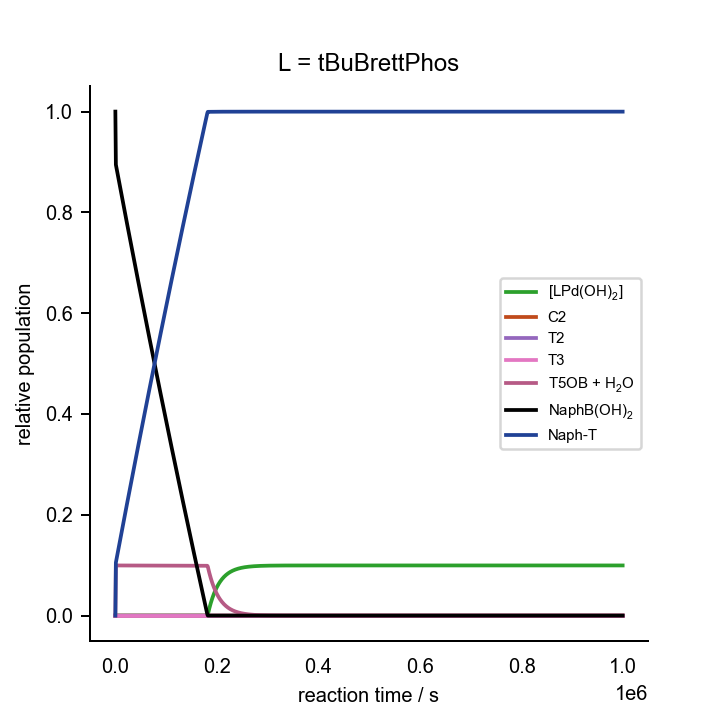 L = tBuBrettPhos
relative population
1.0
0.8
0.6
0.4
0.2
0.0
[LPd(OH)₂]
C2
T2
T3
T5OB + H₂O
NaphB(OH)₂
Naph-T
0.0 0.2 0.4 0.6 0.8 1.0
1e6
reaction time / s